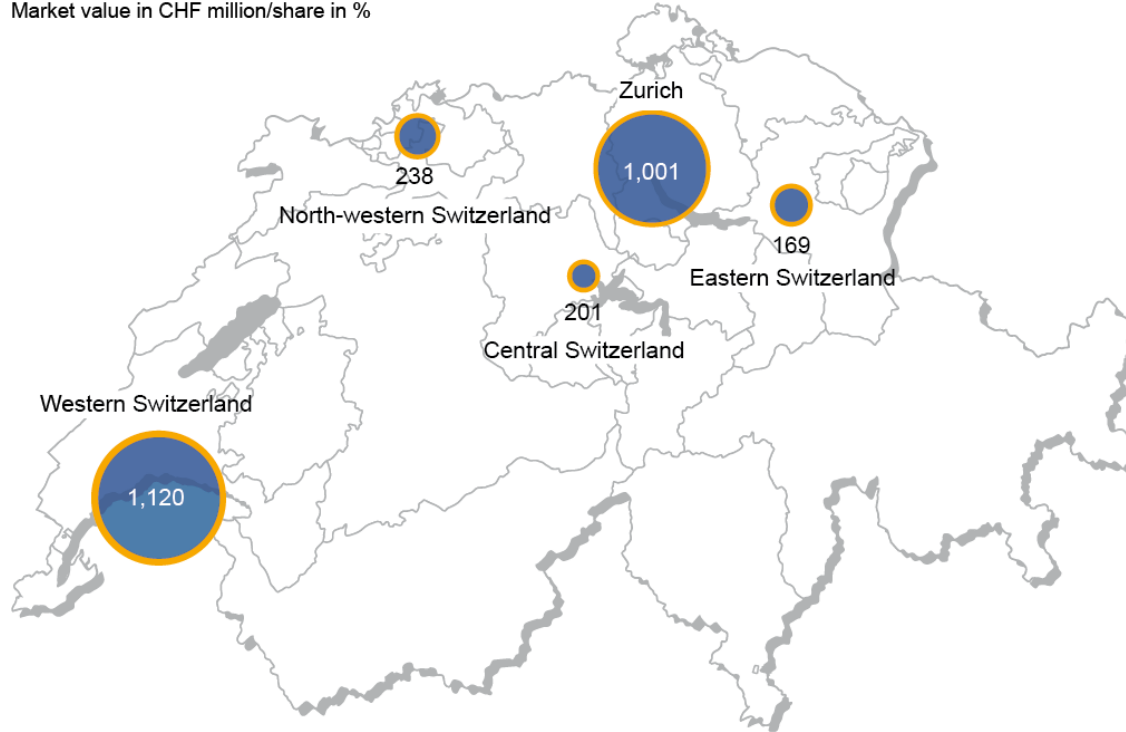 Market value in CHF million/share in %
Zurich
1,001
238
North-western Switzerland
169
Eastern Switzerland
201
Central Switzerland
Western Switzerland
1,120